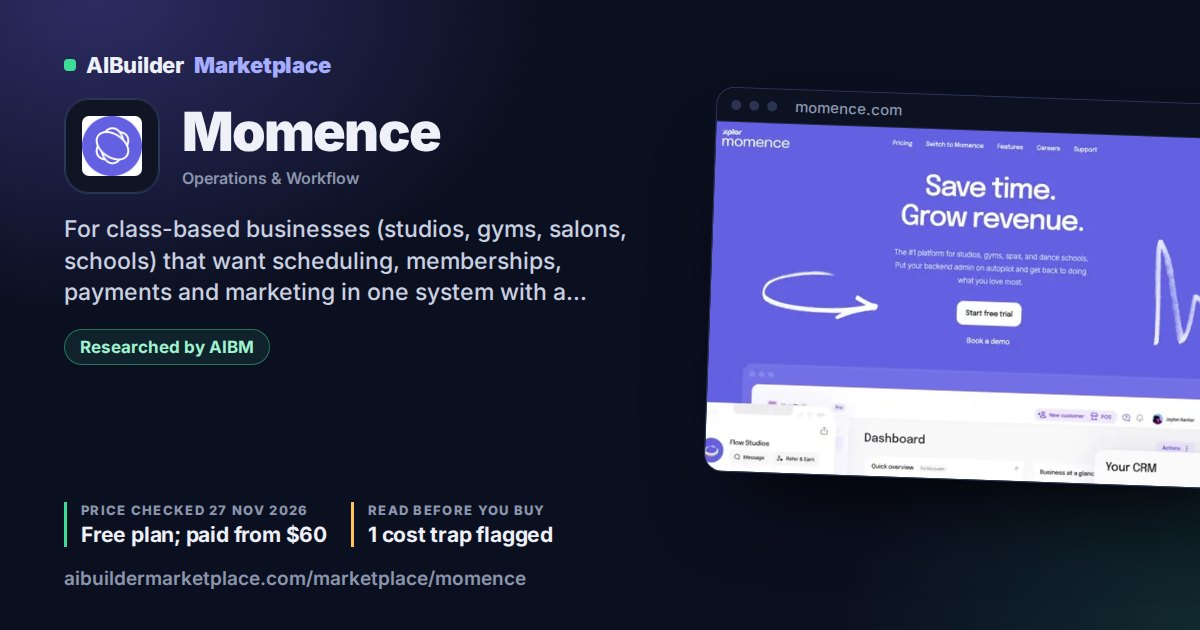 AIBuilder Marketplace
Momence
Operations & Workflow
For class-based businesses (studios, gyms, salons,
schools) that want scheduling, memberships,
payments and marketing in one system with a...
Researched by AIBM
PRICE CHECKED 27 NOV 2026
Free plan; paid from $60
READ BEFORE YOU BUY
1 cost trap flagged
aibuildermarketplace.com/marketplace/momence
momence.com
xplor
momence
Pricing Switch to Momence Features Careers Support
Save time.
Grow revenue.
The #1 platform for studios, gyms, spas, and dance schools.
Put your backend admin on autopilot and get back to doing
what you love most.
Start free trial
Book a demo
Pro
New customer POS
Flow Studios
Message Refer & Earn
Dashboard
Actions
Quick overview
Business at a glanc
Your CRM